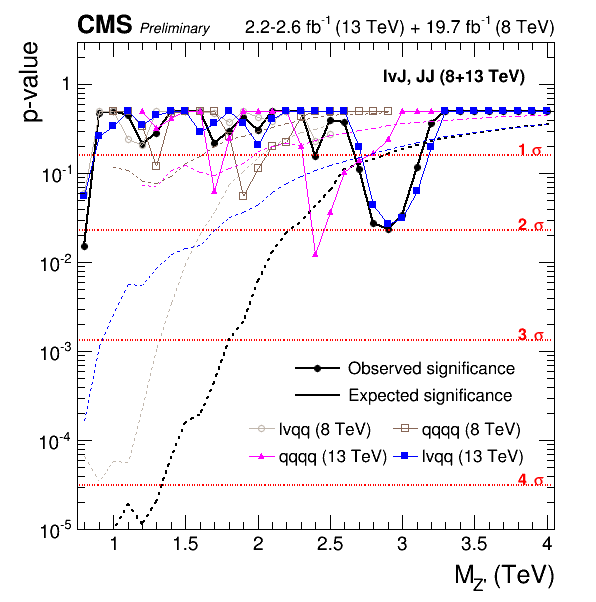 CMS Preliminary 2.2-2.6 fb⁻¹ (13 TeV) + 19.7 fb⁻¹ (8 TeV)
p-value
lvJ, JJ (8+13 TeV)
1
10⁻¹
10⁻²
10⁻³
10⁻⁴
10⁻⁵
1 σ
2 σ
3 σ
4 σ
Observed significance
Expected significance
lvqq (8 TeV) qqqq (8 TeV)
qqqq (13 TeV) lvqq (13 TeV)
1 1.5 2 2.5 3 3.5 4
M_Z' (TeV)